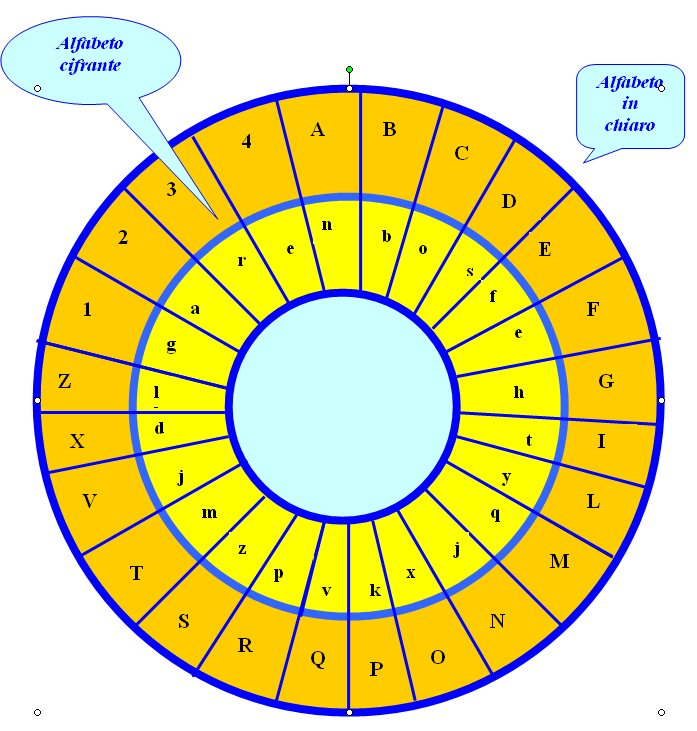 Alfabeto
cifrante
Alfabeto
in
chiaro
A
B
C
D
E
F
G
I
L
M
N
O
P
Q
R
S
T
V
X
Z
1
2
3
4
n
b
o
s
f
e
h
t
y
q
j
x
k
v
p
z
m
j
d
l
g
a
r
e